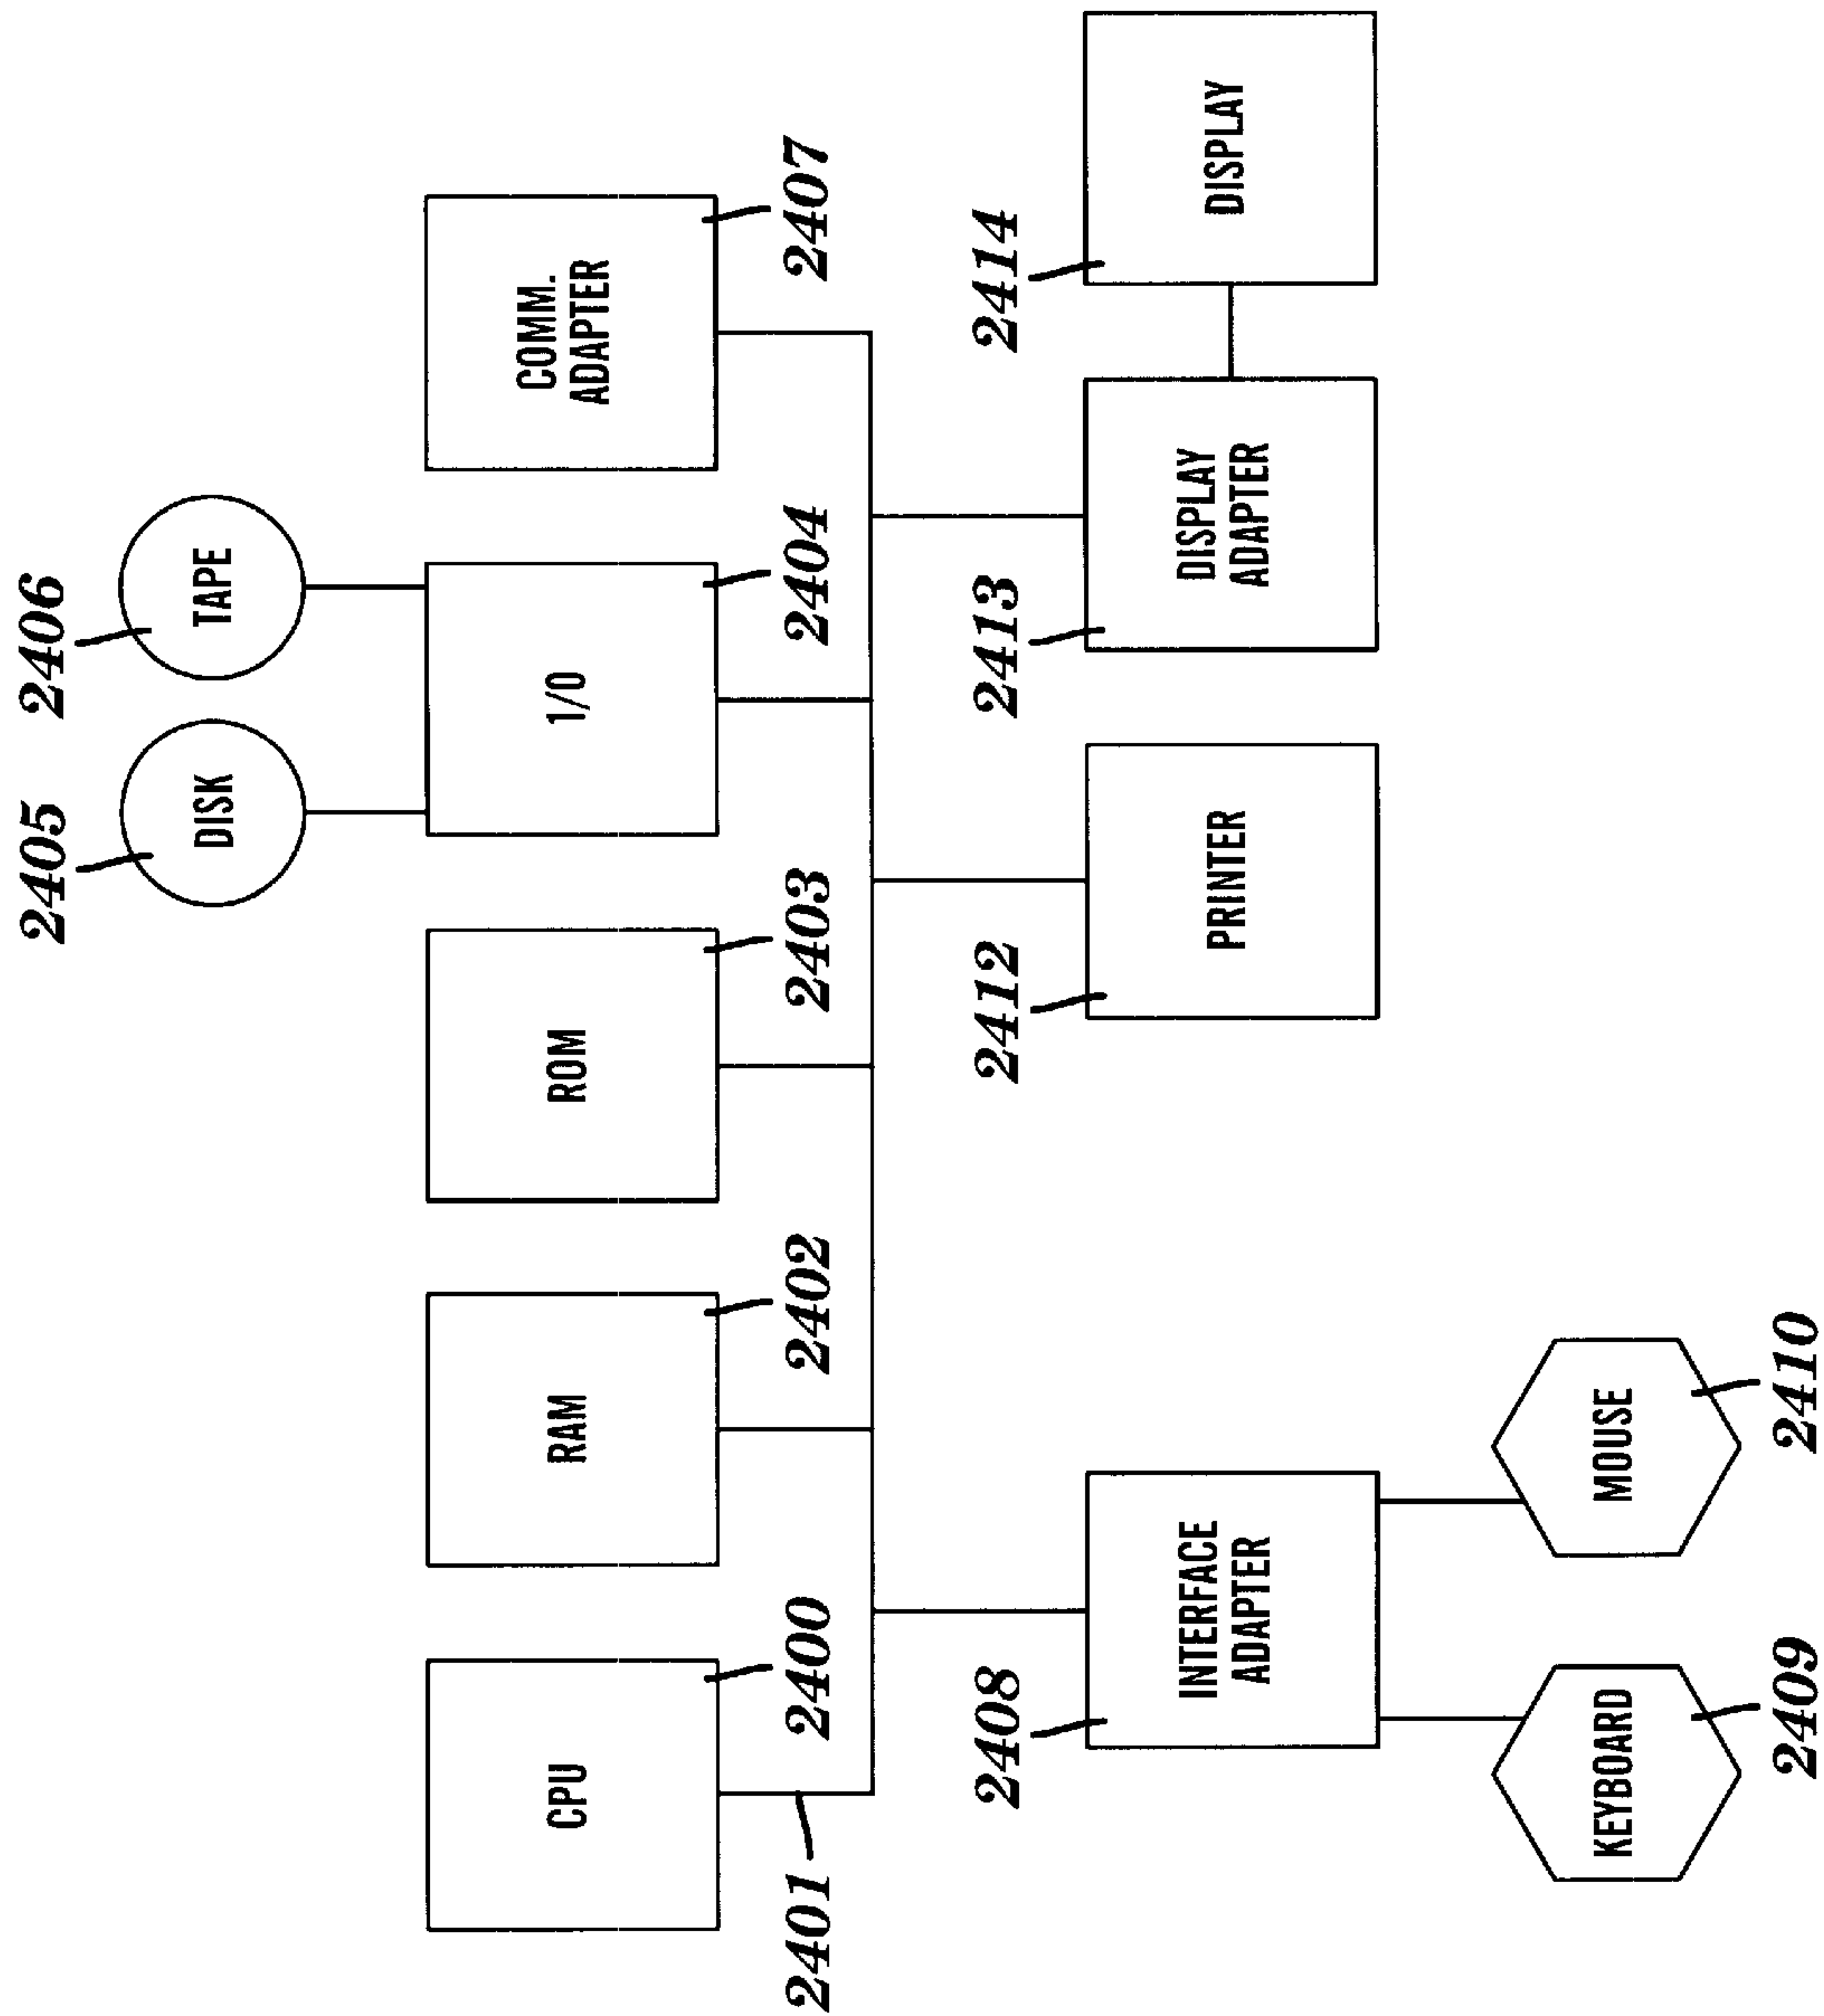 2405
2406
DISK
TAPE
CPU
RAM
ROM
1/0
COMM.
ADAPTER
2401
2400
2402
2403
2404
2407
2408
2412
2413
2414
INTERFACE
ADAPTER
PRINTER
DISPLAY
ADAPTER
DISPLAY
KEYBOARD
MOUSE
2409
2410